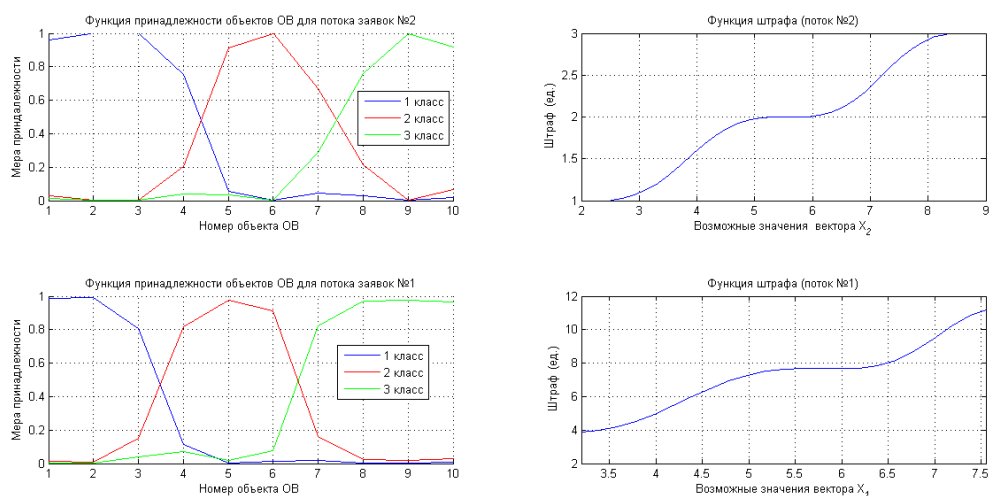 Функция принадлежности объектов ОВ для потока заявок №2
Мера принадлежности
1
0.8
0.6
0.4
0.2
0
1 класс
2 класс
3 класс
1 2 3 4 5 6 7 8 9 10
Номер объекта ОВ
Функция штрафа (поток №2)
Штраф (ед.)
3
2.5
2
1.5
1
2 3 4 5 6 7 8 9
Возможные значения вектора X2
Функция принадлежности объектов ОВ для потока заявок №1
Мера принадлежности
1
0.8
0.6
0.4
0.2
0
1 класс
2 класс
3 класс
1 2 3 4 5 6 7 8 9 10
Номер объекта ОВ
Функция штрафа (поток №1)
Штраф (ед.)
12
10
8
6
4
2
3.5 4 4.5 5 5.5 6 6.5 7 7.5
Возможные значения вектора X1